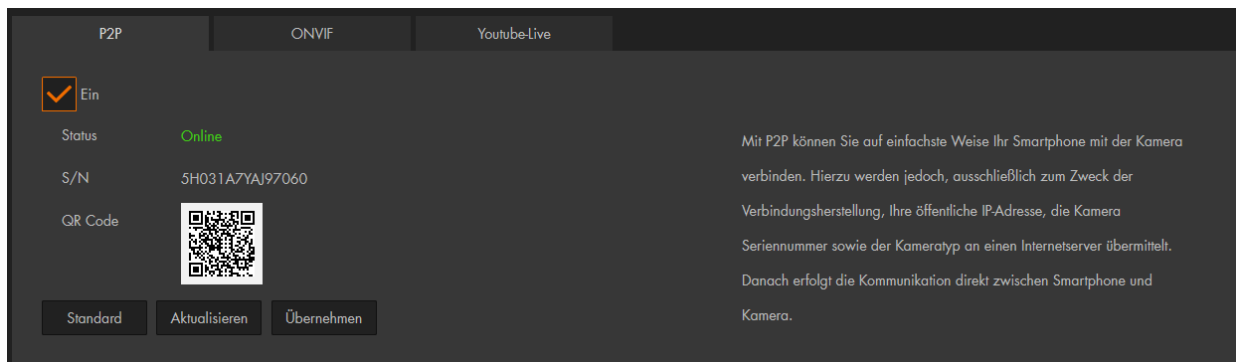 P2P ONVIF Youtube-Live
Ein
Status Online
S/N 5H031A7YAJ97060
QR Code
Standard Aktualisieren Übernehmen
Mit P2P können Sie auf einfachste Weise Ihr Smartphone mit der Kamera
verbinden. Hierzu werden jedoch, ausschließlich zum Zweck der
Verbindungsherstellung, Ihre öffentliche IP-Adresse, die Kamera
Seriennummer sowie der Kameratyp an einen Internetserver übermittelt.
Danach erfolgt die Kommunikation direkt zwischen Smartphone und
Kamera.